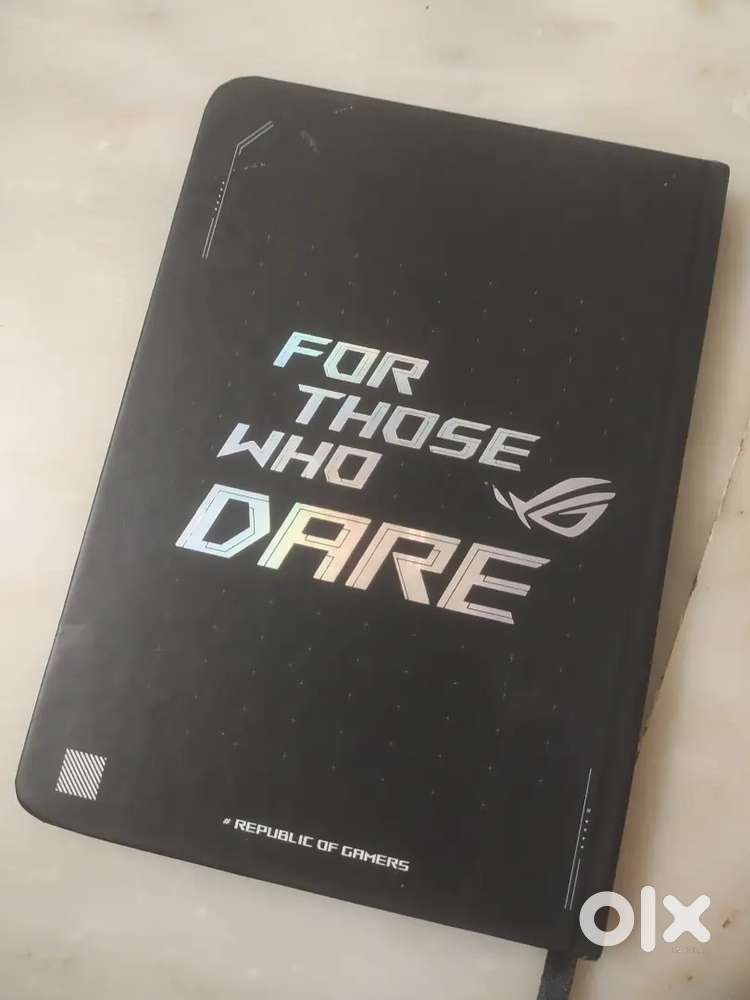 FOR
THOSE
WHO
DARE
# REPUBLIC OF GAMERS
olx